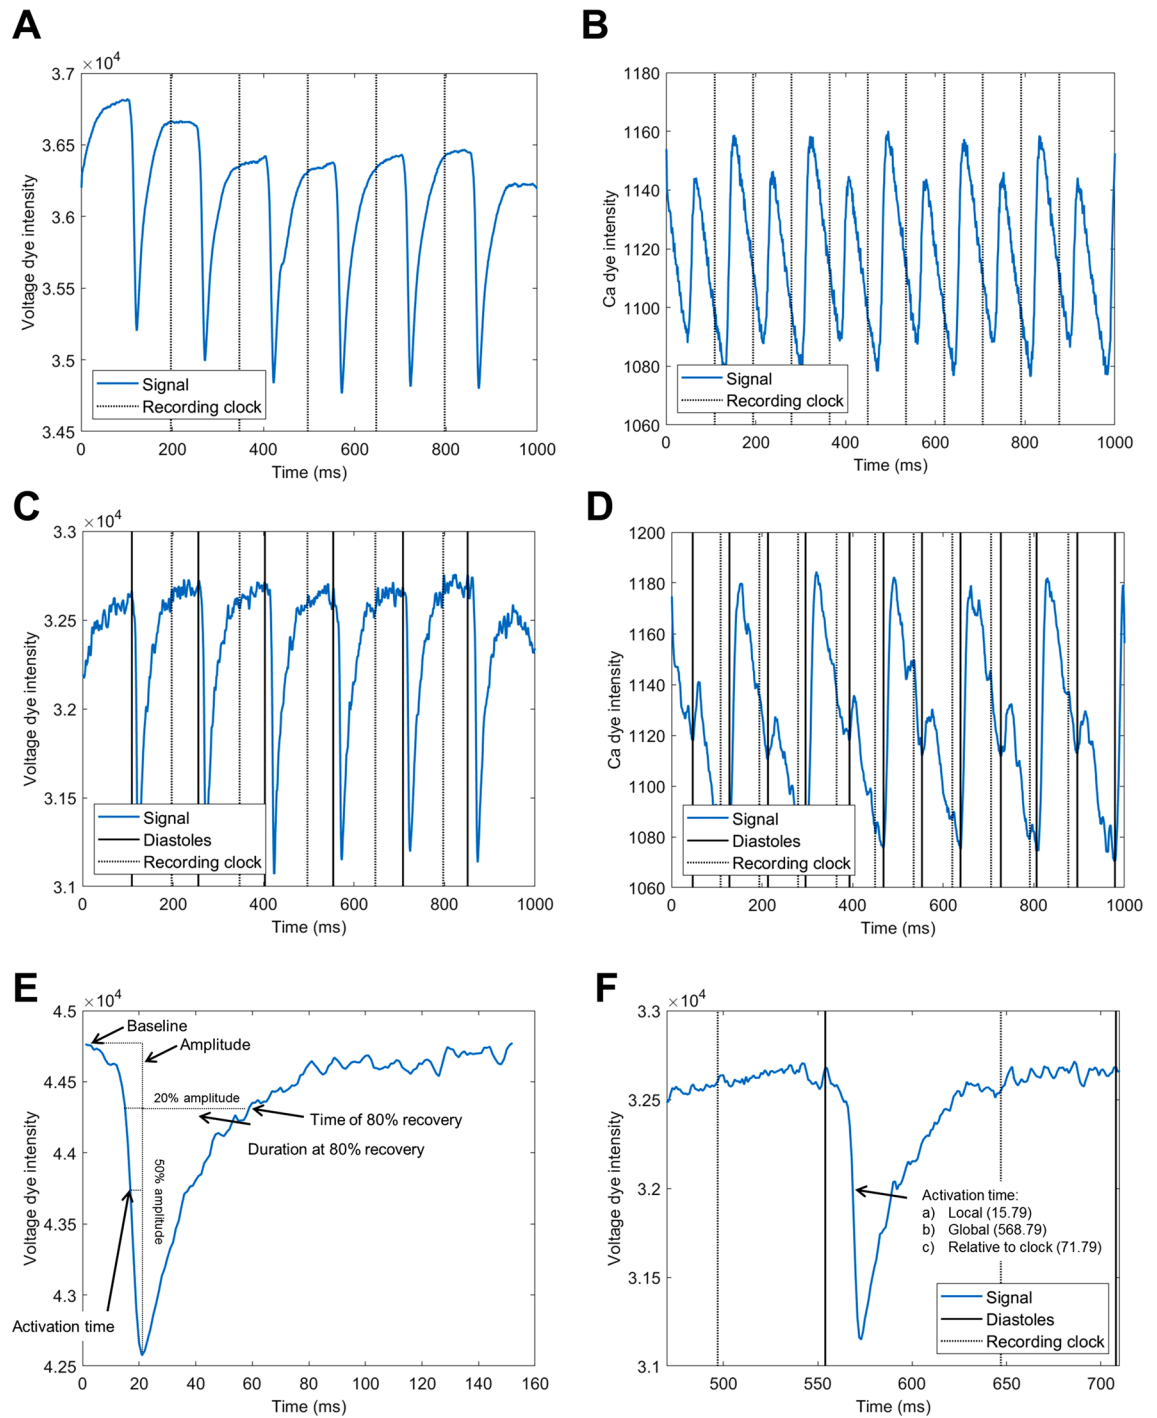 A
×10⁴
3.7
3.65
3.6
3.55
3.5
3.45
Voltage dye intensity
Signal
Recording clock
0
200
400
600
800
1000
Time (ms)
B
1180
1160
1140
1120
1100
1080
1060
Ca dye intensity
Signal
Recording clock
0
200
400
600
800
1000
Time (ms)
C
×10⁴
3.3
3.25
3.2
3.15
3.1
Voltage dye intensity
Signal
Diastoles
Recording clock
0
200
400
600
800
1000
Time (ms)
D
1200
1180
1160
1140
1120
1100
1080
1060
Ca dye intensity
Signal
Diastoles
Recording clock
0
200
400
600
800
1000
Time (ms)
E
×10⁴
4.5
4.45
4.4
4.35
4.3
4.25
Voltage dye intensity
Baseline
Amplitude
20% amplitude
Time of 80% recovery
Duration at 80% recovery
50% amplitude
Activation time
0
20
40
60
80
100
120
140
160
Time (ms)
F
×10⁴
3.3
3.25
3.2
3.15
3.1
Voltage dye intensity
Activation time:
a) Local (15.79)
b) Global (568.79)
c) Relative to clock (71.79)
Signal
Diastoles
Recording clock
500
550
600
650
700
Time (ms)